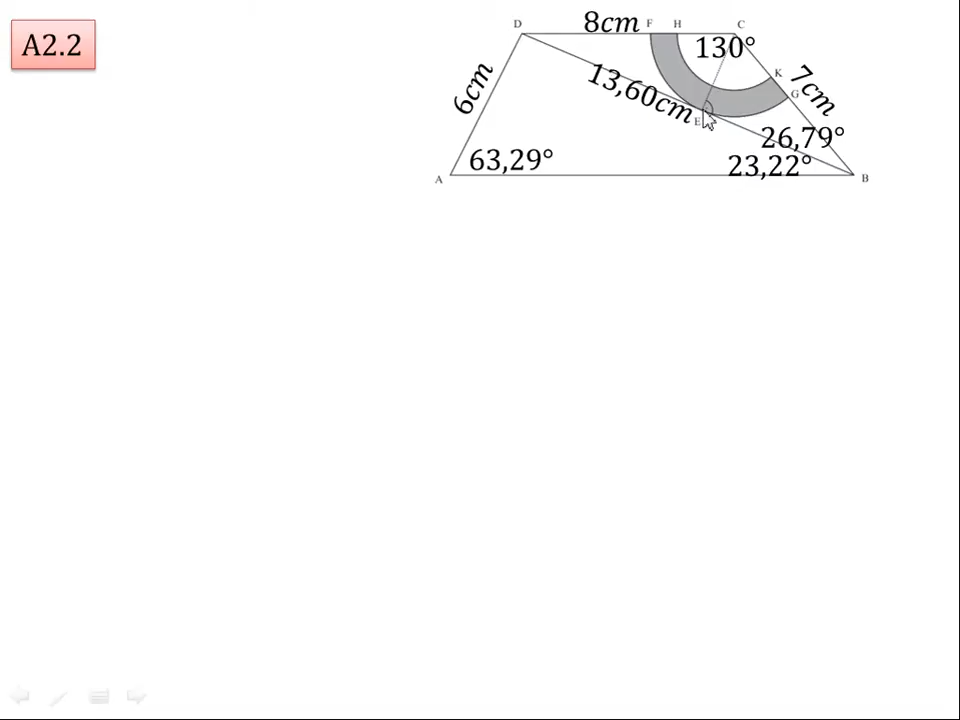 A2.2
D
8cm
F
H
C
130°
K
7cm
G
6cm
13,60cm
E
26,79°
63,29°
23,22°
A
B